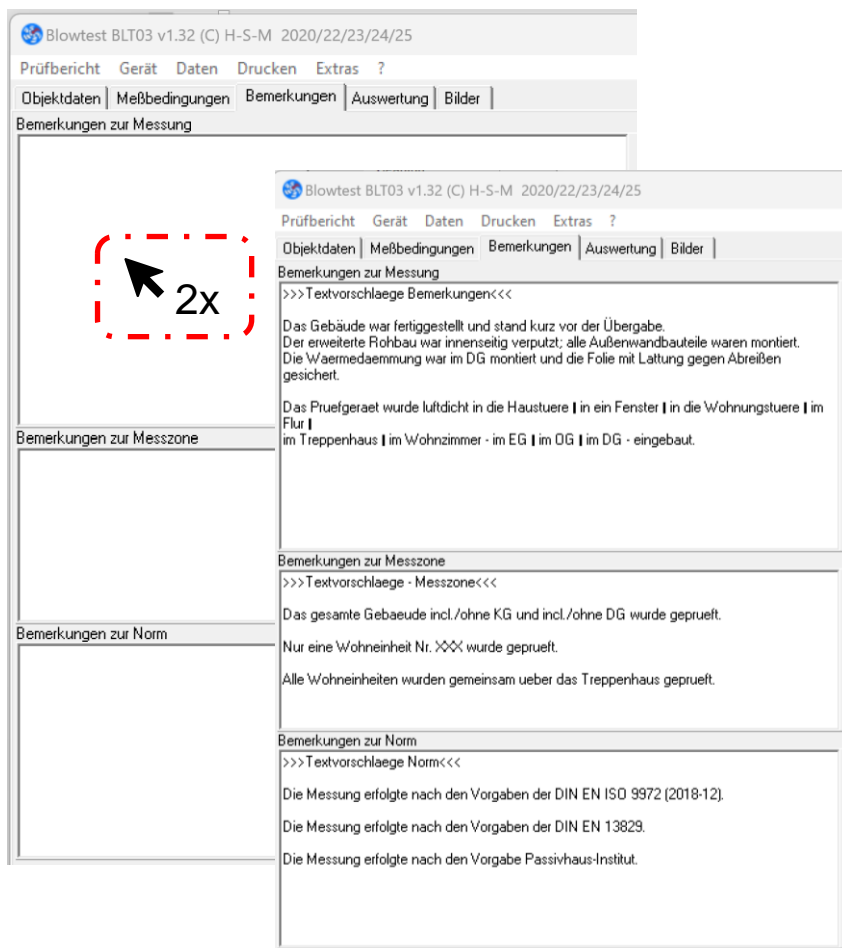 Blowtest BLT03 v1.32 (C) H-S-M 2020/22/23/24/25
Prüfbericht Gerät Daten Drucken Extras ?
Objektdaten Meßbedingungen Bemerkungen Auswertung Bilder
Bemerkungen zur Messung
2x
Bemerkungen zur Messzone
Bemerkungen zur Norm
Blowtest BLT03 v1.32 (C) H-S-M 2020/22/23/24/25
Prüfbericht Gerät Daten Drucken Extras ?
Objektdaten Meßbedingungen Bemerkungen Auswertung Bilder
Bemerkungen zur Messung
>>>Textvorschlaege Bemerkungen<<<
Das Gebäude war fertiggestellt und stand kurz vor der Übergabe.
Der erweiterte Rohbau war innenseitig verputzt; alle Außenwandbauteile waren montiert.
Die Waermedaemmung war im DG montiert und die Folie mit Lattung gegen Abreißen
gesichert.
Das Pruefgeraet wurde luftdicht in die Haustuere | in ein Fenster | in die Wohnungstuere | im
Flur |
im Treppenhaus | im Wohnzimmer - im EG | im OG | im DG - eingebaut.
Bemerkungen zur Messzone
>>>Textvorschlaege - Messzone<<<
Das gesamte Gebaeude incl./ohne KG und incl./ohne DG wurde geprueft.
Nur eine Wohneinheit Nr. XXX wurde geprueft.
Alle Wohneinheiten wurden gemeinsam ueber das Treppenhaus geprueft.
Bemerkungen zur Norm
>>>Textvorschlaege Norm<<<
Die Messung erfolgte nach den Vorgaben der DIN EN ISO 9972 (2018-12).
Die Messung erfolgte nach den Vorgaben der DIN EN 13829.
Die Messung erfolgte nach den Vorgabe Passivhaus-Institut.